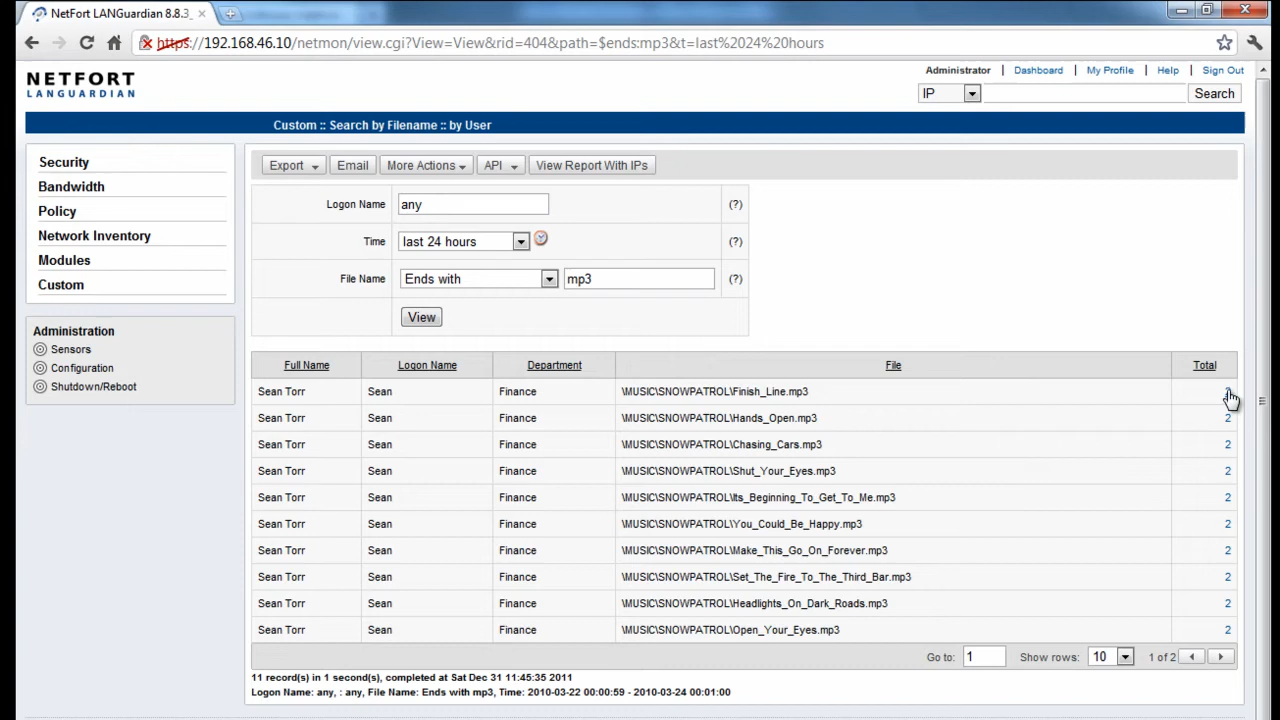 NetFort LANGuardian 8.8.3_
https://192.168.46.10/netmon/view.cgi?View=View&rid=404&path=$ends:mp3&t=last%2024%20hours
NETFORT
LANGUARDIAN
Administrator | Dashboard | My Profile | Help | Sign Out
IP Search
Custom :: Search by Filename :: by User
Security
Bandwidth
Policy
Network Inventory
Modules
Custom
Administration
Sensors
Configuration
Shutdown/Reboot
Export Email More Actions API View Report With IPs
Logon Name any (?)
Time last 24 hours (?)
File Name Ends with mp3 (?)
View
Full Name Logon Name Department File Total
Sean Torr Sean Finance \MUSIC\SNOWPATROL\Finish_Line.mp3
Sean Torr Sean Finance \MUSIC\SNOWPATROL\Hands_Open.mp3 2
Sean Torr Sean Finance \MUSIC\SNOWPATROL\Chasing_Cars.mp3 2
Sean Torr Sean Finance \MUSIC\SNOWPATROL\Shut_Your_Eyes.mp3 2
Sean Torr Sean Finance \MUSIC\SNOWPATROL\Its_Beginning_To_Get_To_Me.mp3 2
Sean Torr Sean Finance \MUSIC\SNOWPATROL\You_Could_Be_Happy.mp3 2
Sean Torr Sean Finance \MUSIC\SNOWPATROL\Make_This_Go_On_Forever.mp3 2
Sean Torr Sean Finance \MUSIC\SNOWPATROL\Set_The_Fire_To_The_Third_Bar.mp3 2
Sean Torr Sean Finance \MUSIC\SNOWPATROL\Headlights_On_Dark_Roads.mp3 2
Sean Torr Sean Finance \MUSIC\SNOWPATROL\Open_Your_Eyes.mp3 2
Go to: 1 Show rows: 10 1 of 2
11 record(s) in 1 second(s), completed at Sat Dec 31 11:45:35 2011
Logon Name: any, : any, File Name: Ends with mp3, Time: 2010-03-22 00:00:59 - 2010-03-24 00:01:00